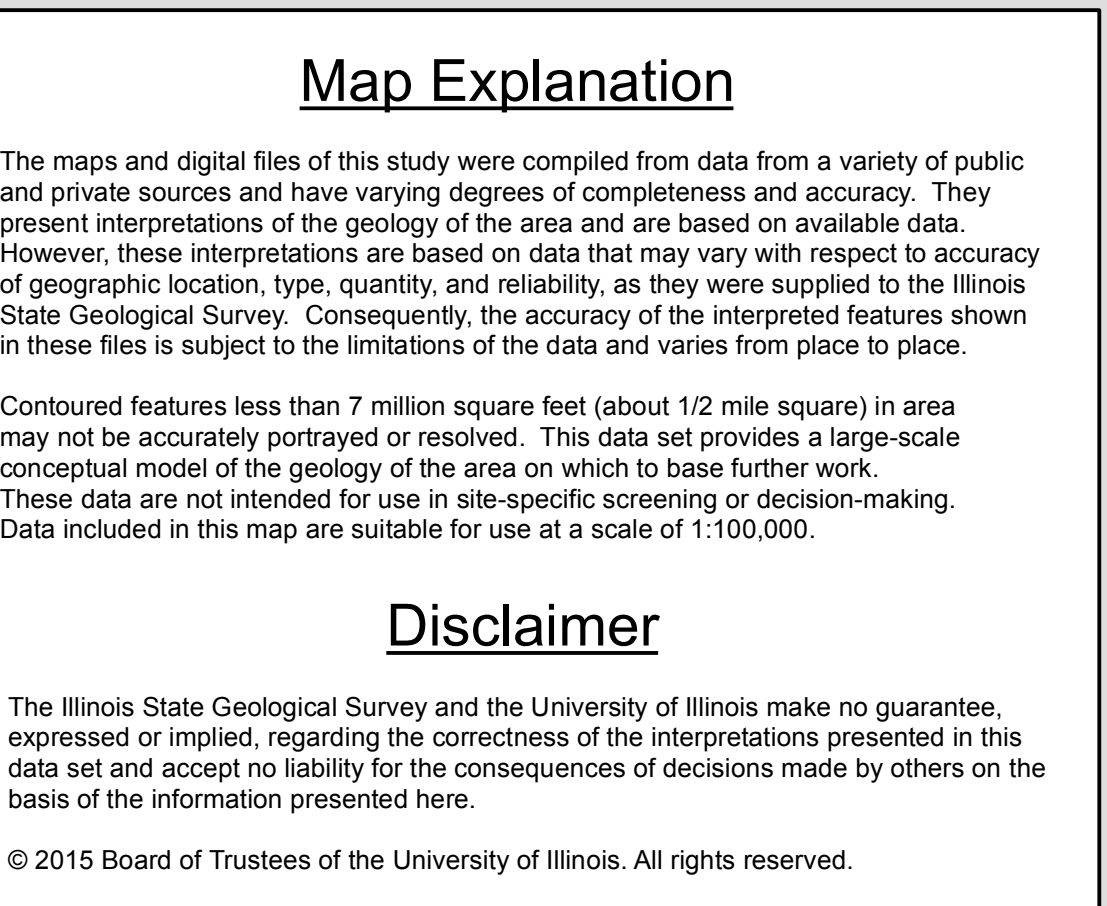 Map Explanation
The maps and digital files of this study were compiled from data from a variety of public
and private sources and have varying degrees of completeness and accuracy.  They
present interpretations of the geology of the area and are based on available data.
However, these interpretations are based on data that may vary with respect to accuracy
of geographic location, type, quantity, and reliability, as they were supplied to the Illinois
State Geological Survey.  Consequently, the accuracy of the interpreted features shown
in these files is subject to the limitations of the data and varies from place to place.
Contoured features less than 7 million square feet (about 1/2 mile square) in area
may not be accurately portrayed or resolved.  This data set provides a large-scale
conceptual model of the geology of the area on which to base further work.
These data are not intended for use in site-specific screening or decision-making.
Data included in this map are suitable for use at a scale of 1:100,000.
Disclaimer
The Illinois State Geological Survey and the University of Illinois make no guarantee,
expressed or implied, regarding the correctness of the interpretations presented in this
data set and accept no liability for the consequences of decisions made by others on the
basis of the information presented here.
© 2015 Board of Trustees of the University of Illinois. All rights reserved.